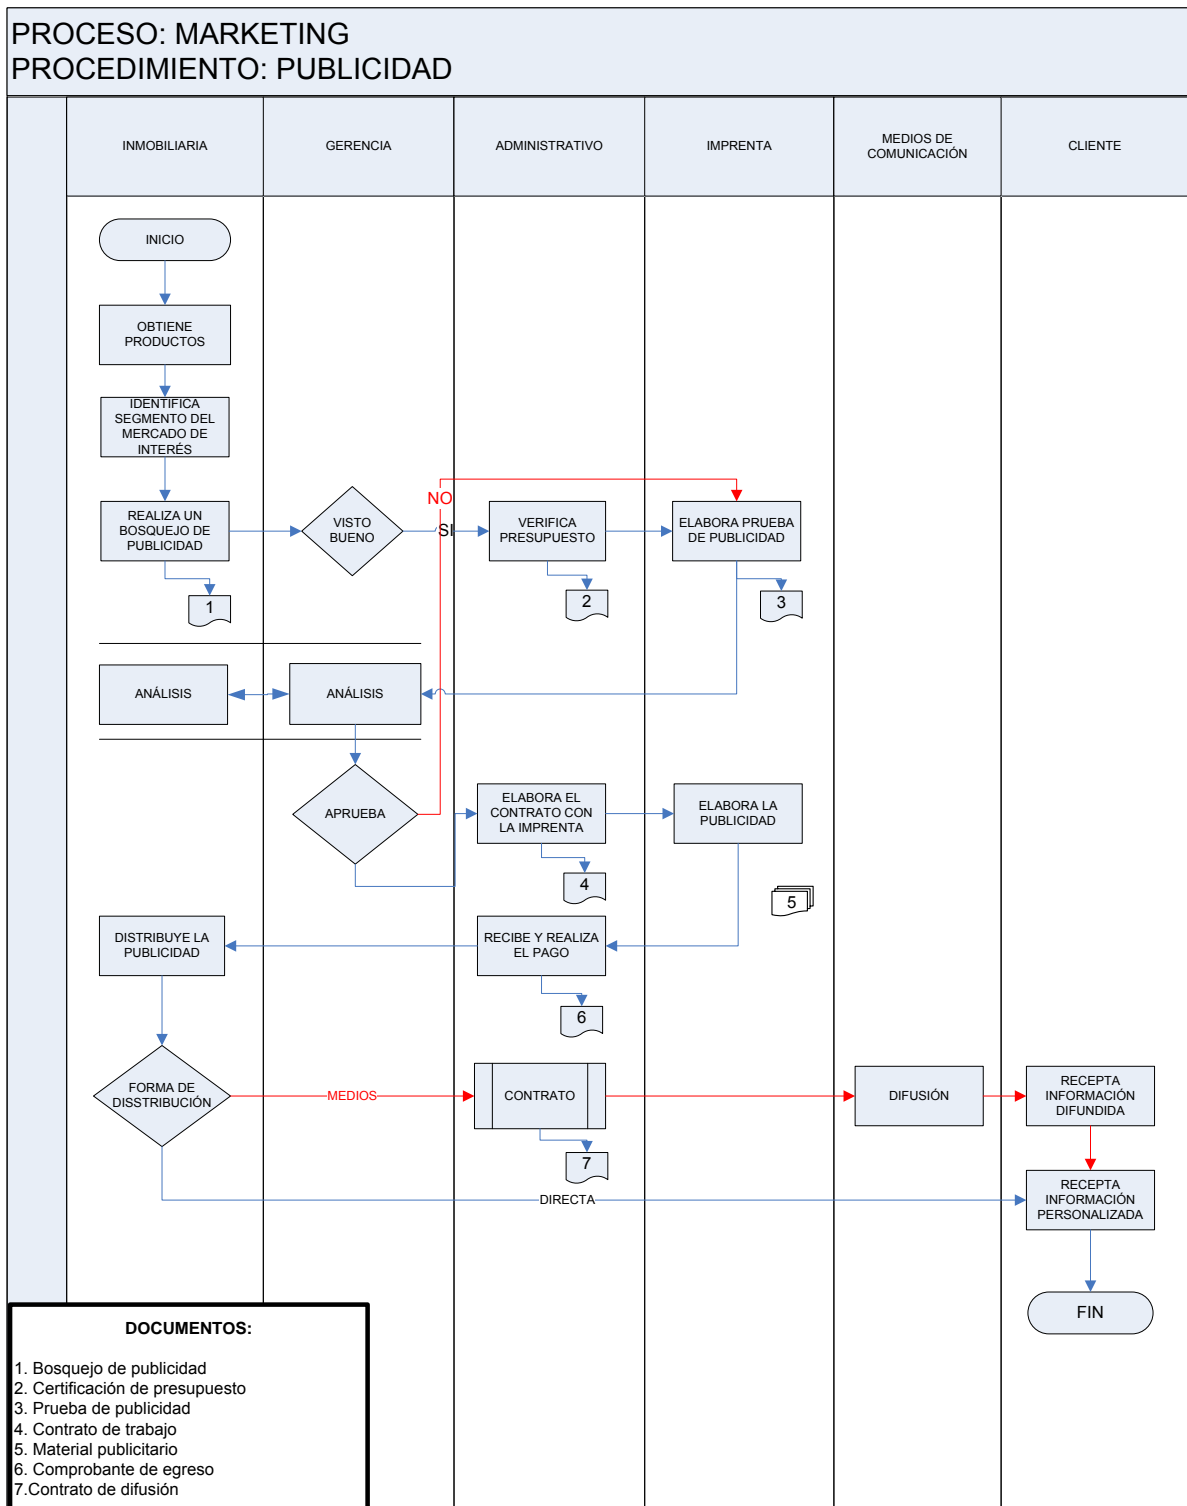 PROCESO: MARKETING
PROCEDIMIENTO: PUBLICIDAD
INMOBILIARIA
GERENCIA
ADMINISTRATIVO
IMPRENTA
MEDIOS DE
COMUNICACIÓN
CLIENTE
INICIO
OBTIENE
PRODUCTOS
IDENTIFICA
SEGMENTO DEL
MERCADO DE
INTERÉS
REALIZA UN
BOSQUEJO DE
PUBLICIDAD
1
VISTO
BUENO
NO
SI
VERIFICA
PRESUPUESTO
2
ELABORA PRUEBA
DE PUBLICIDAD
3
ANÁLISIS
ANÁLISIS
APRUEBA
ELABORA EL
CONTRATO CON
LA IMPRENTA
4
ELABORA LA
PUBLICIDAD
5
DISTRIBUYE LA
PUBLICIDAD
RECIBE Y REALIZA
EL PAGO
6
FORMA DE
DISSTRIBUCIÓN
MEDIOS
CONTRATO
7
DIFUSIÓN
RECEPTA
INFORMACIÓN
DIFUNDIDA
DIRECTA
RECEPTA
INFORMACIÓN
PERSONALIZADA
FIN
DOCUMENTOS:
1. Bosquejo de publicidad
2. Certificación de presupuesto
3. Prueba de publicidad
4. Contrato de trabajo
5. Material publicitario
6. Comprobante de egreso
7.Contrato de difusión